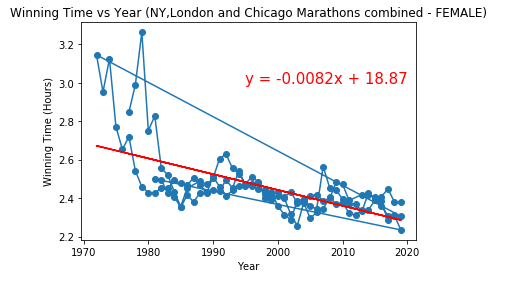 Winning Time vs Year (NY,London and Chicago Marathons combined - FEMALE)
y = -0.0082x + 18.87
Winning Time (Hours)
3.2
3.0
2.8
2.6
2.4
2.2
1970 1980 1990 2000 2010 2020
Year